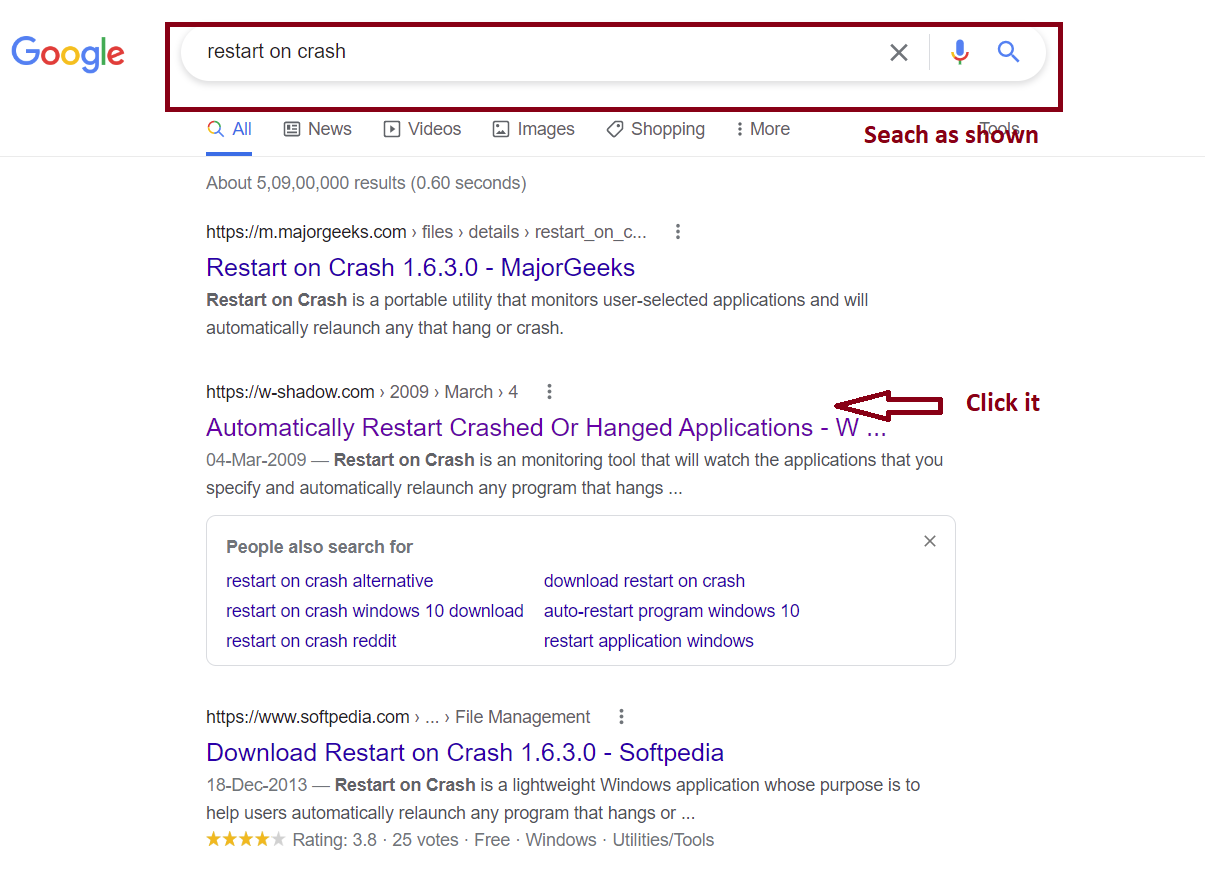 Google
restart on crash
All News Videos Images Shopping More Tools
Seach as shown
About 5,09,00,000 results (0.60 seconds)
https://m.majorgeeks.com › files › details › restart_on_c...
Restart on Crash 1.6.3.0 - MajorGeeks
Restart on Crash is a portable utility that monitors user-selected applications and will
automatically relaunch any that hang or crash.
https://w-shadow.com › 2009 › March › 4
Click it
Automatically Restart Crashed Or Hanged Applications - W ...
04-Mar-2009 — Restart on Crash is an monitoring tool that will watch the applications that you
specify and automatically relaunch any program that hangs ...
People also search for
restart on crash alternative download restart on crash
restart on crash windows 10 download auto-restart program windows 10
restart on crash reddit restart application windows
https://www.softpedia.com › ... › File Management
Download Restart on Crash 1.6.3.0 - Softpedia
18-Dec-2013 — Restart on Crash is a lightweight Windows application whose purpose is to
help users automatically relaunch any program that hangs or ...
Rating: 3.8 · 25 votes · Free · Windows · Utilities/Tools